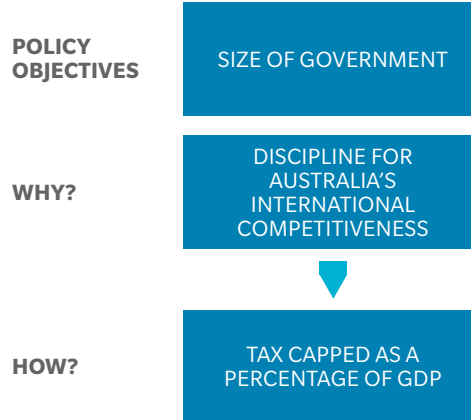 POLICY
OBJECTIVES
SIZE OF GOVERNMENT
WHY?
DISCIPLINE FOR
AUSTRALIA’S
INTERNATIONAL
COMPETITIVENESS
HOW?
TAX CAPPED AS A
PERCENTAGE OF GDP